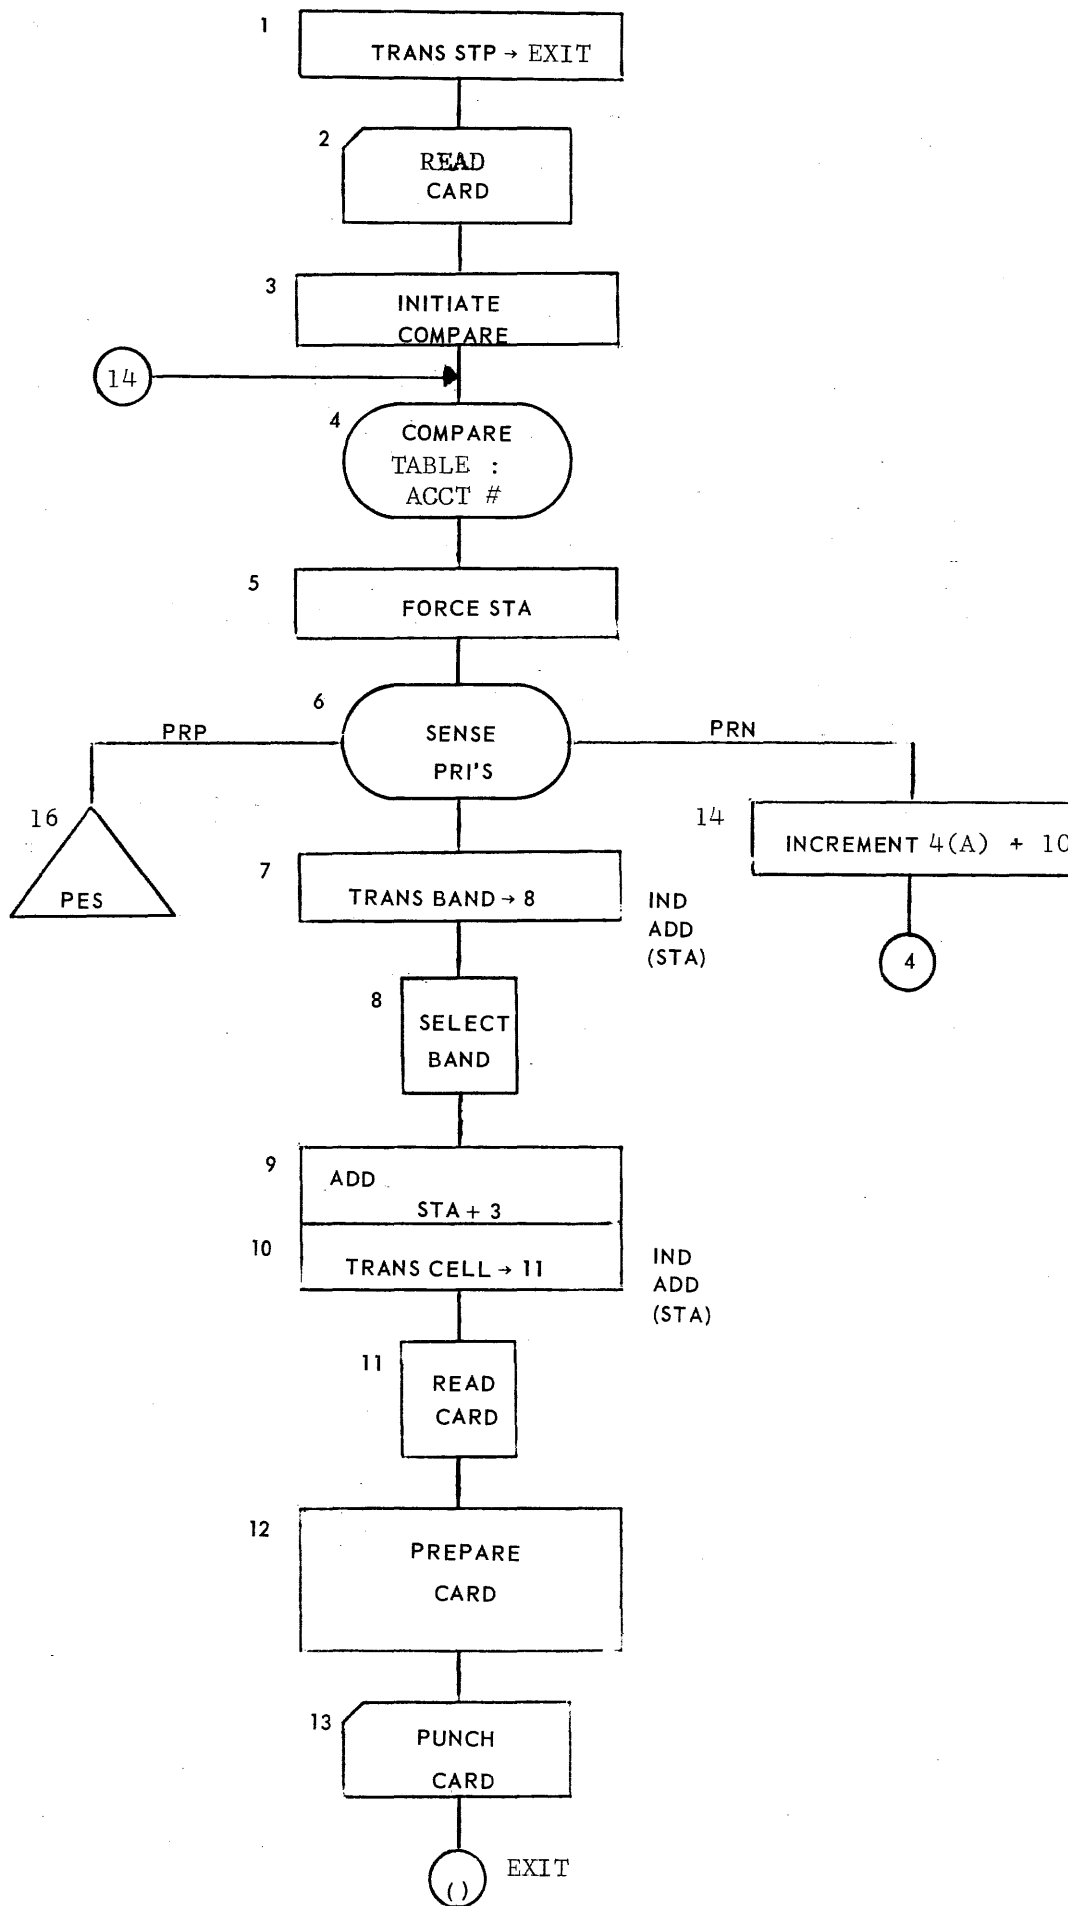 1
TRANS STP → EXIT
2
READ
CARD
3
INITIATE
COMPARE
14
4
COMPARE
TABLE :
ACCT #
5
FORCE STA
6
SENSE
PRI'S
PRP
PRN
16
PES
14
INCREMENT 4(A) + 10
4
7
TRANS BAND → 8
IND
ADD
(STA)
8
SELECT
BAND
9
ADD
STA + 3
10
TRANS CELL → 11
IND
ADD
(STA)
11
READ
CARD
12
PREPARE
CARD
13
PUNCH
CARD
( )
EXIT